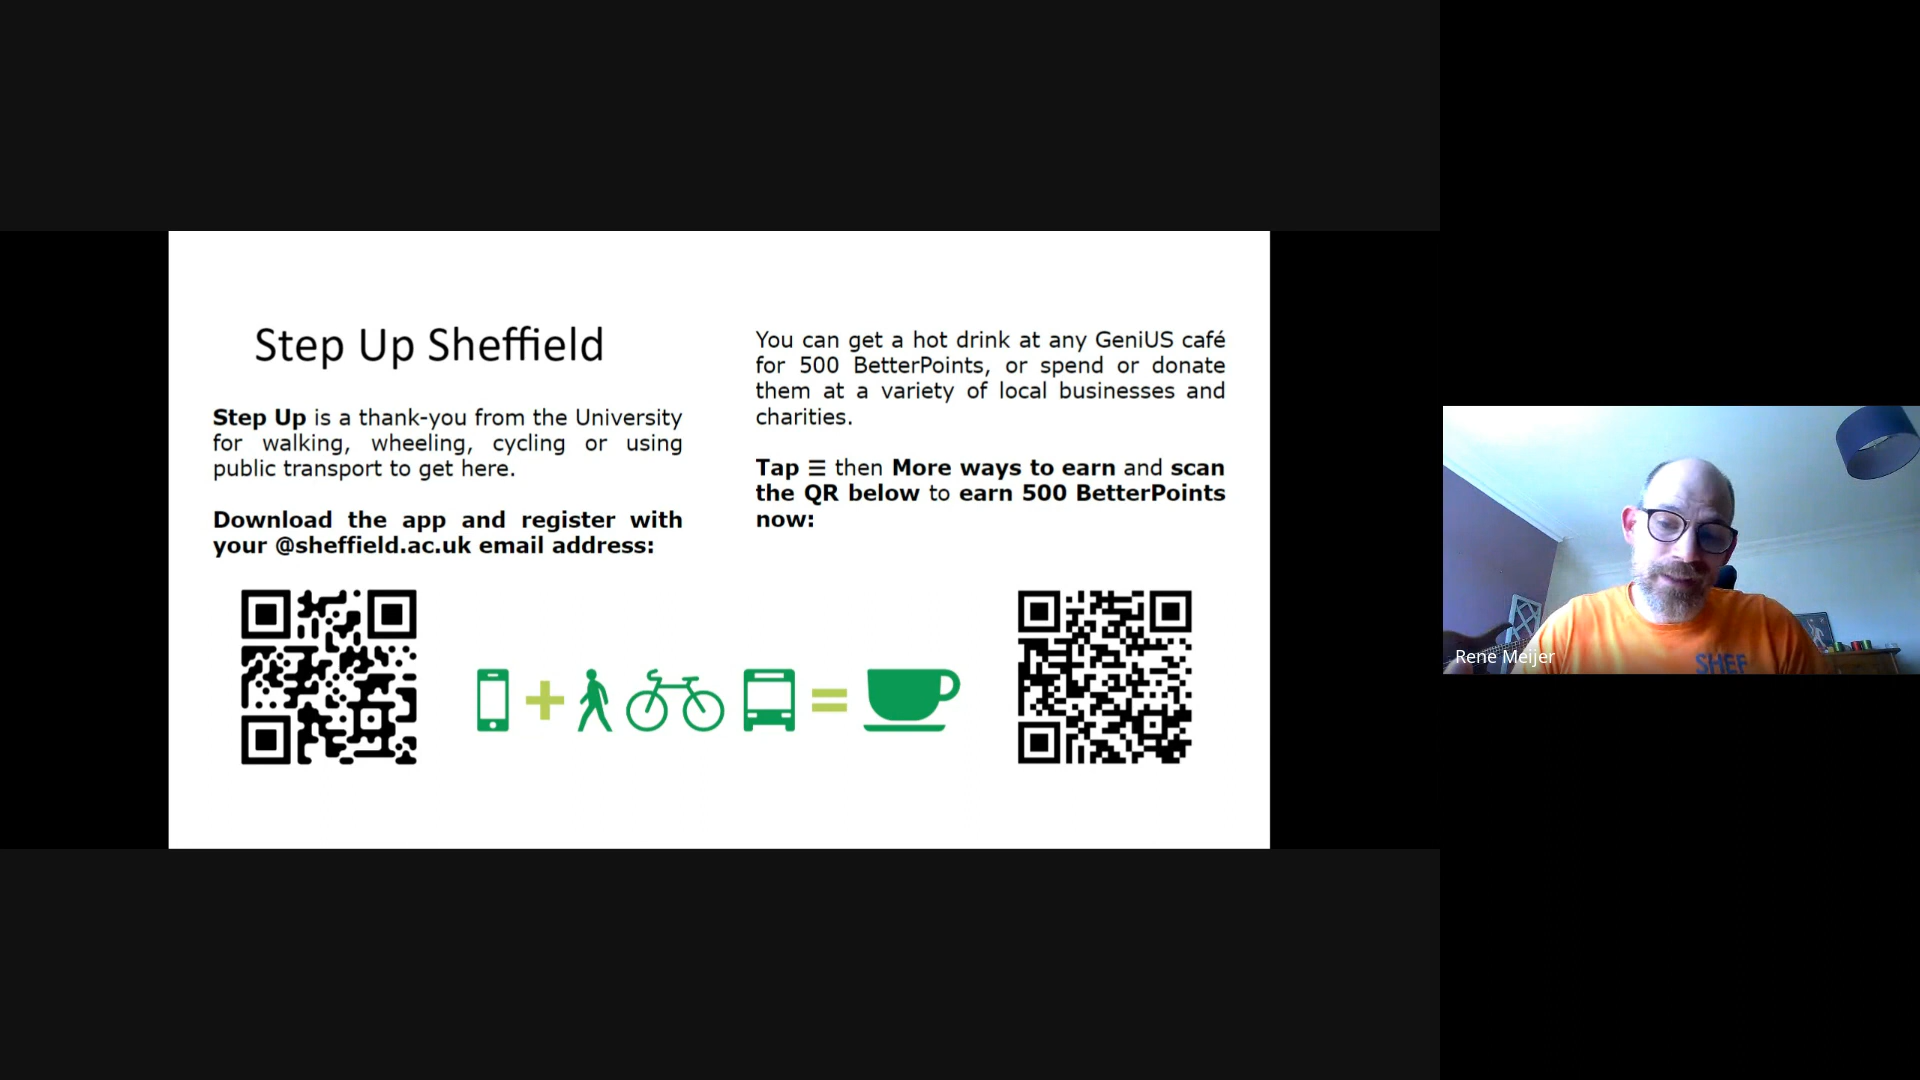 Step Up Sheffield
Step Up is a thank-you from the University
for walking, wheeling, cycling or using
public transport to get here.
Download the app and register with
your @sheffield.ac.uk email address:
You can get a hot drink at any GeniUS café
for 500 BetterPoints, or spend or donate
them at a variety of local businesses and
charities.
Tap ☰ then More ways to earn and scan
the QR below to earn 500 BetterPoints
now:
René Meijer
SHEF